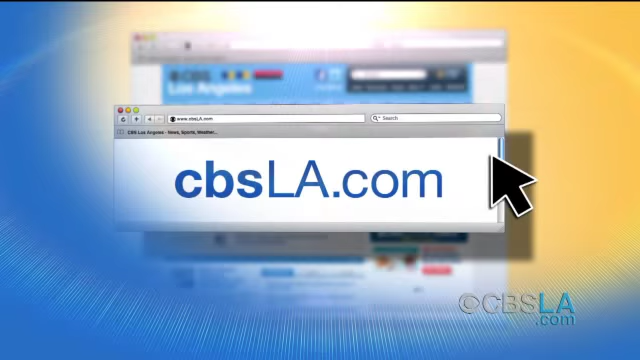 CBS
Los Angeles
www.cbsLA.com
Search
CBS Los Angeles - News, Sports, Weather...
cbsLA.com
CBSLA
.com